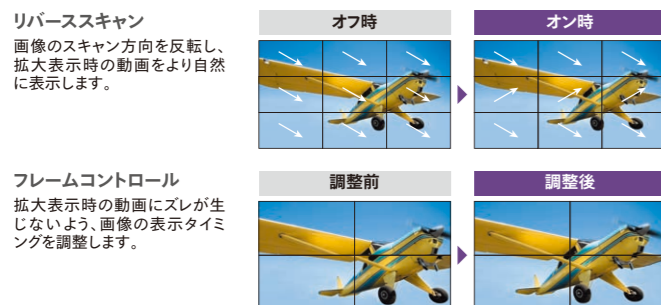 リバーススキャン
画像のスキャン方向を反転し、
拡大表示時の動画をより自然
に表示します。
オフ時
オン時
フレームコントロール
拡大表示時の動画にズレが生
じないよう、画像の表示タイミ
ングを調整します。
調整前
調整後